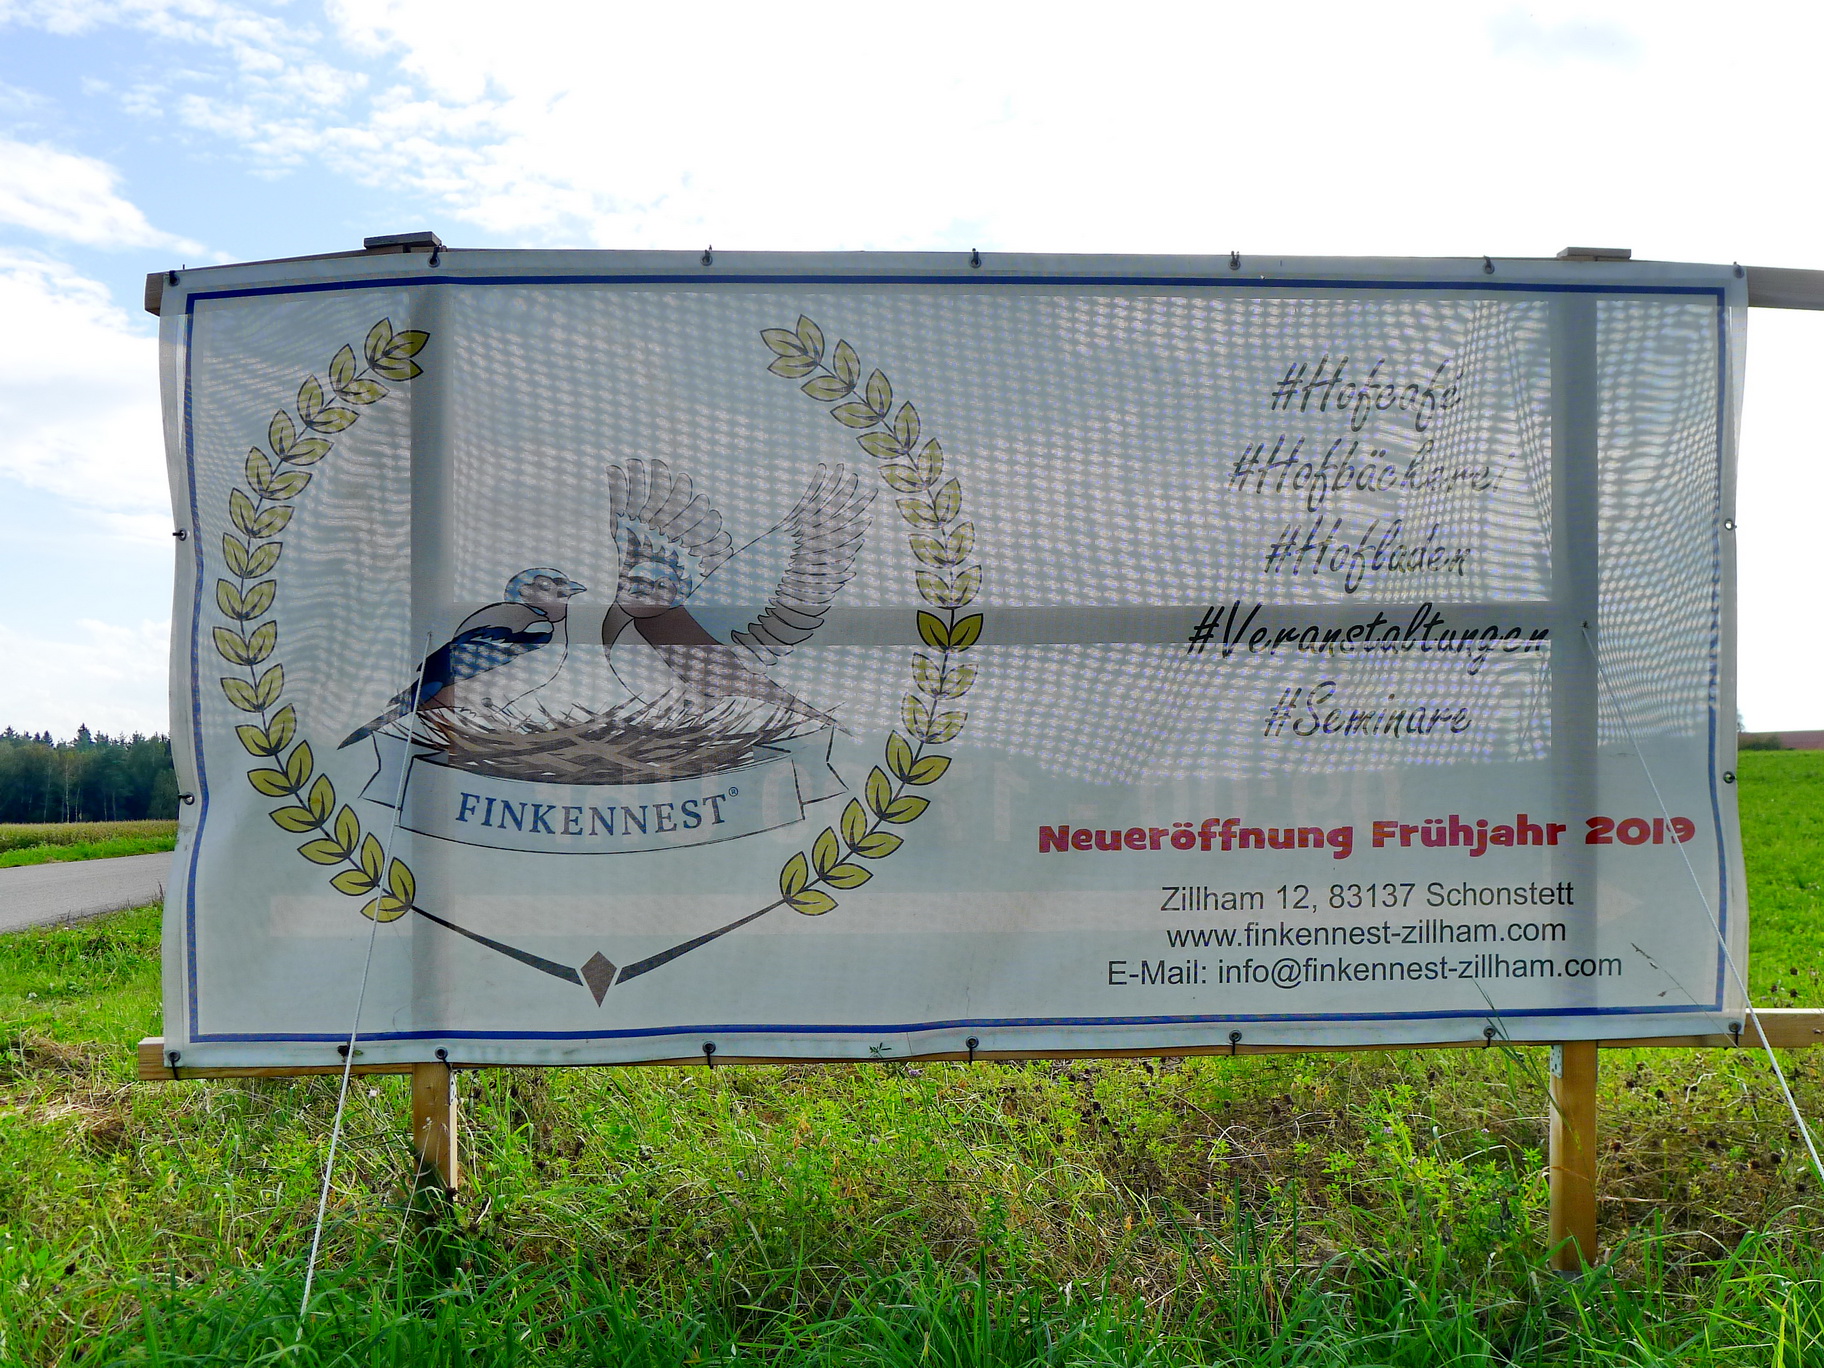 FINKENNEST®
#Hofcafé
#Hofbäckerei
#Hofladen
#Veranstaltungen
#Seminare
Neueröffnung Frühjahr 2019
Zillham 12, 83137 Schonstett
www.finkennest-zillham.com
E-Mail: info@finkennest-zillham.com